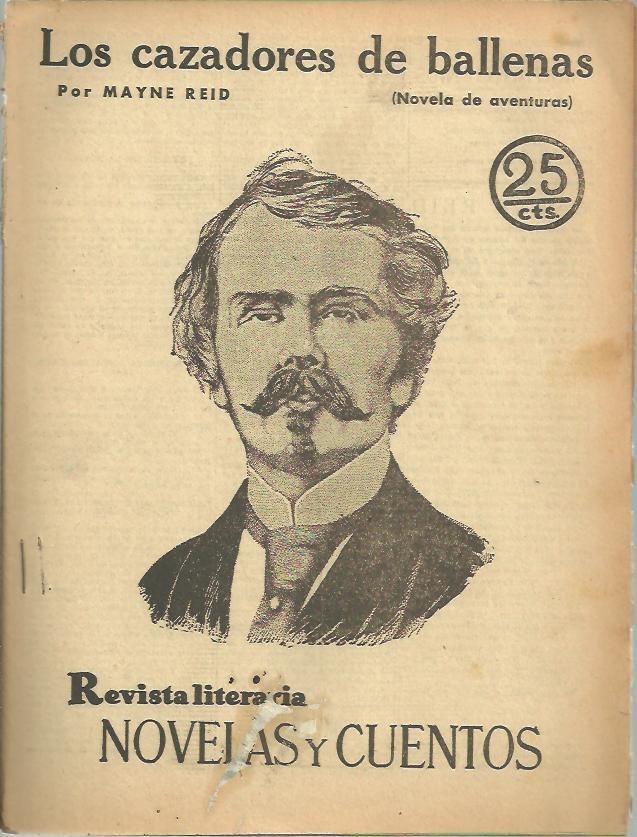 Los cazadores de ballenas
Por MAYNE REID
(Novela de aventuras)
25
cts.
Revista literaria
NOVELAS Y CUENTOS